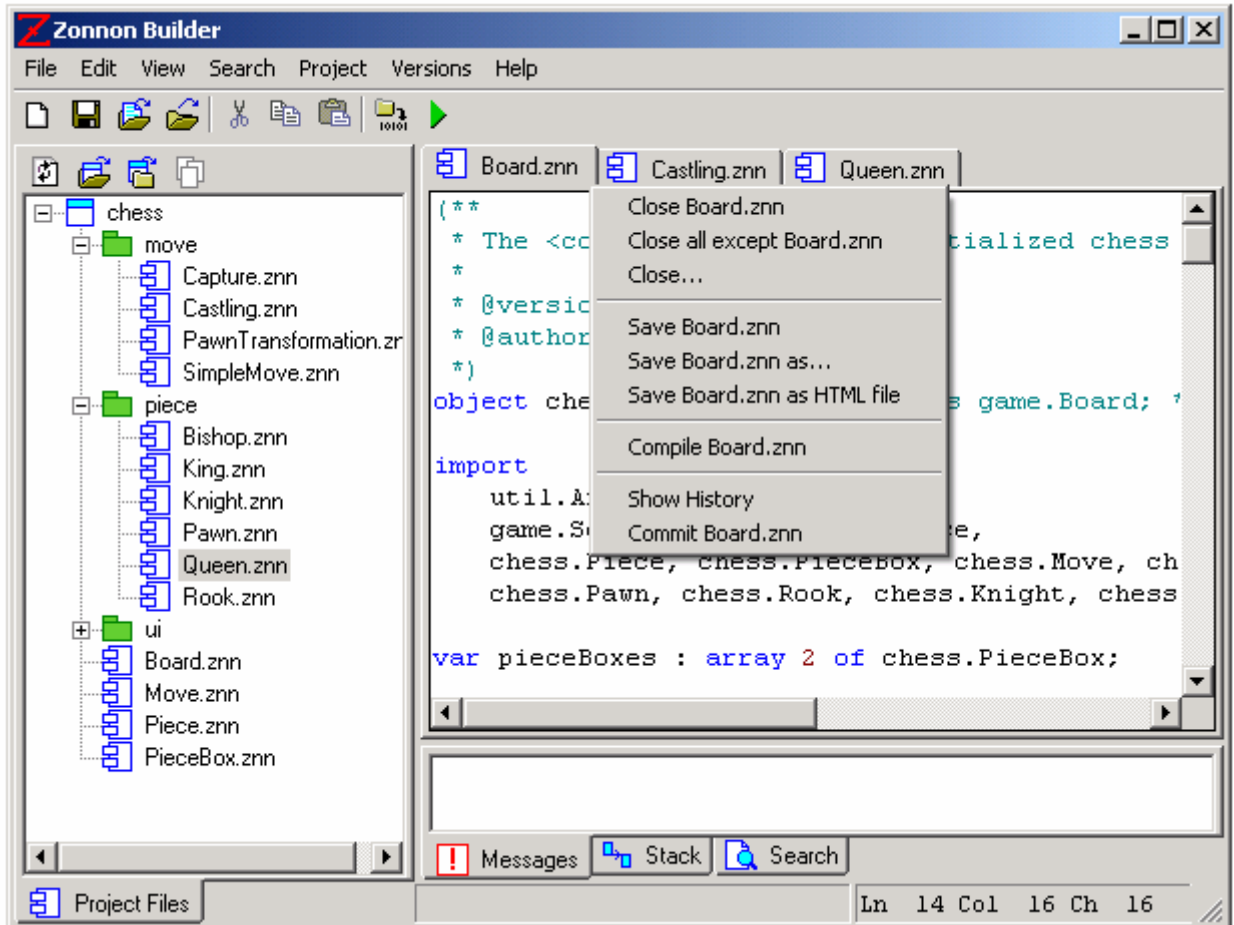 Zonnon Builder
File Edit View Search Project Versions Help
chess
move
Capture.znn
Castling.znn
PawnTransformation.zr
SimpleMove.znn
piece
Bishop.znn
King.znn
Knight.znn
Pawn.znn
Queen.znn
Rook.znn
ui
Board.znn
Move.znn
Piece.znn
PieceBox.znn
Project Files
Board.znn Castling.znn Queen.znn
(**
* The <cc tialized chess
*
* @versic
* @author
*)
object che s game.Board; *
import
util.A
game.S e,
chess.Piece, chess.PieceBox, chess.Move, ch
chess.Pawn, chess.Rook, chess.Knight, chess
var pieceBoxes : array 2 of chess.PieceBox;
Close Board.znn
Close all except Board.znn
Close...
Save Board.znn
Save Board.znn as...
Save Board.znn as HTML file
Compile Board.znn
Show History
Commit Board.znn
Messages Stack Search
Ln 14 Col 16 Ch 16